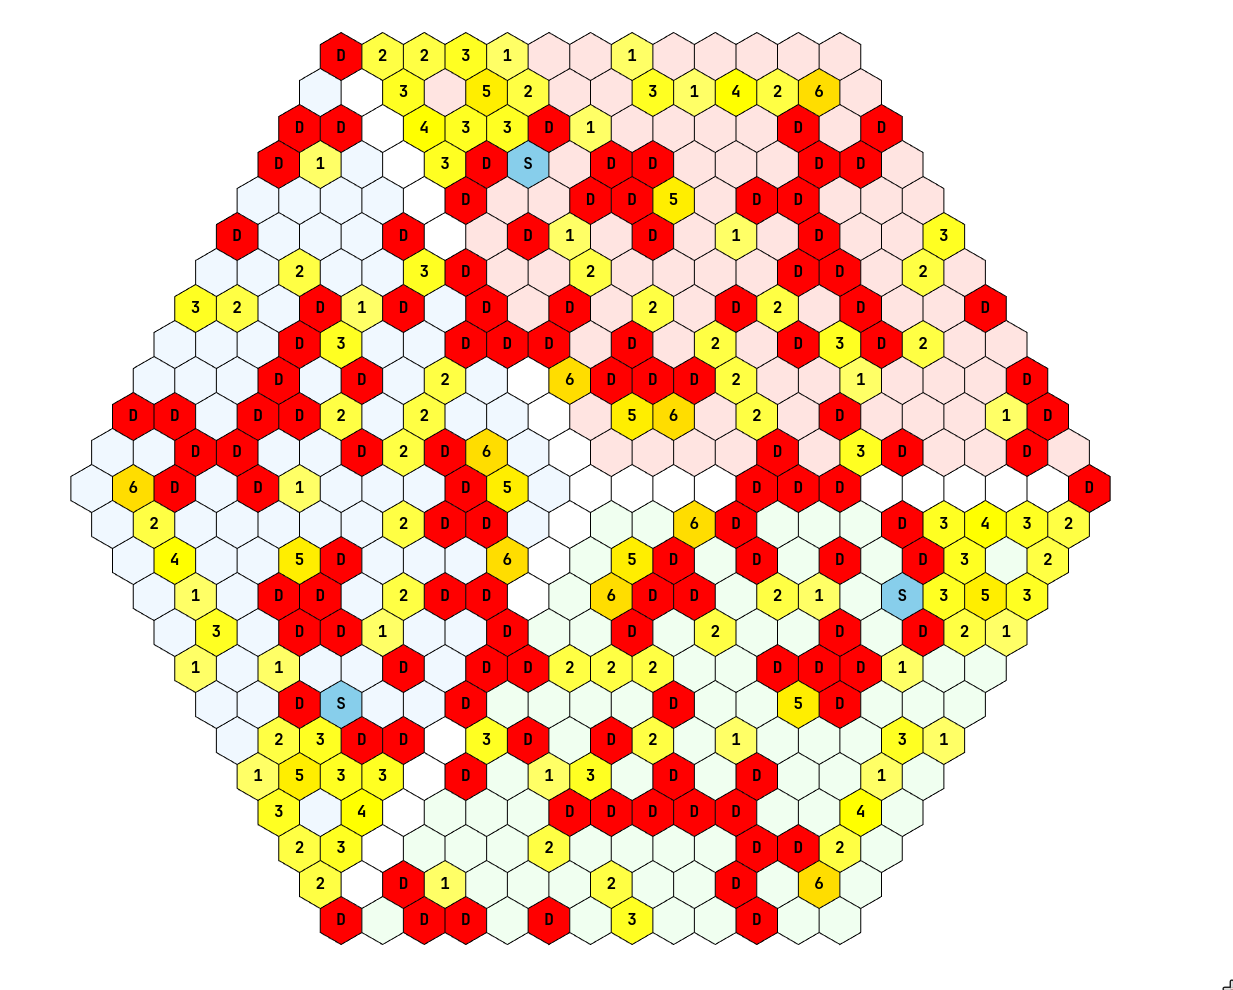 D 2 2 3 1 1
3 5 2 3 1 4 2 6
D D 4 3 3 D 1 D D
D 1 3 D S D D D D
D D D 5 D D
D D D 1 D 1 D 3
2 3 D 2 D D 2
3 2 D 1 D D D 2 D 2 D D
D 3 D D D D 2 D 3 D 2
D D 2 6 D D D 2 1 D
D D D D 2 2 5 6 2 D 1 D
D D D 2 D 6 D 3 D D
6 D D 1 D 5 D D D D
2 2 D D 6 D D 3 4 3 2
4 5 D 6 5 D D D D 3 2
1 D D 2 D D 6 D D 2 1 S 3 5 3
3 D D 1 D D 2 D D 2 1
1 1 D D D 2 2 2 D D D 1
D S D D 5 D
2 3 D D 3 D D 2 1 3 1
1 5 3 3 D 1 3 D D 1
3 4 D D D D D 4
2 3 2 D D 2
2 D 1 2 D 6
D D D D 3 D